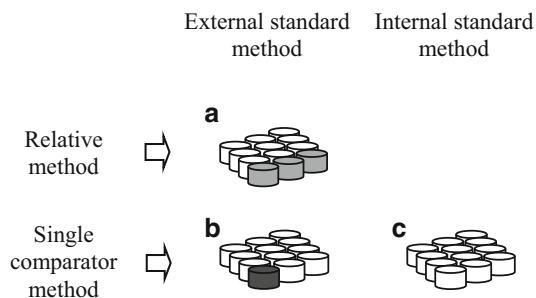 External standard
method
Internal standard
method
a
Relative
method
b
c
Single
comparator
method